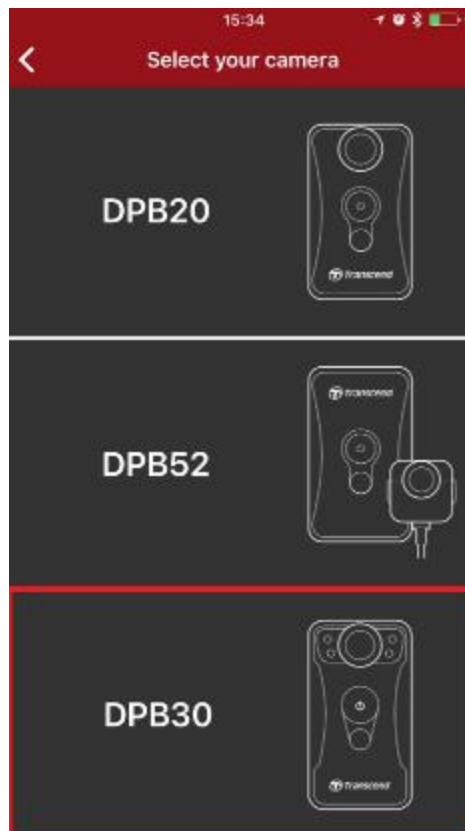 15:34
Select your camera
DPB20
Transcend
DPB52
Transcend
DPB30
Transcend